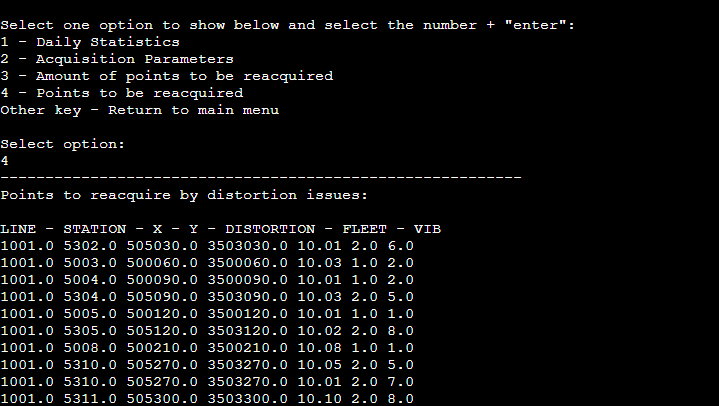 Select one option to show below and select the number + "enter":
1 - Daily Statistics
2 - Acquisition Parameters
3 - Amount of points to be reacquired
4 - Points to be reacquired
Other key - Return to main menu
Select option:
4
----------------------------------------------------------
Points to reacquire by distortion issues:
LINE - STATION - X - Y - DISTORTION - FLEET - VIB
1001.0 5302.0 505030.0 3503030.0 10.01 2.0 6.0
1001.0 5003.0 500060.0 3500060.0 10.03 1.0 2.0
1001.0 5004.0 500090.0 3500090.0 10.01 1.0 2.0
1001.0 5304.0 505090.0 3503090.0 10.03 2.0 5.0
1001.0 5005.0 500120.0 3500120.0 10.01 1.0 1.0
1001.0 5305.0 505120.0 3503120.0 10.02 2.0 8.0
1001.0 5008.0 500210.0 3500210.0 10.08 1.0 1.0
1001.0 5310.0 505270.0 3503270.0 10.05 2.0 5.0
1001.0 5310.0 505270.0 3503270.0 10.01 2.0 7.0
1001.0 5311.0 505300.0 3503300.0 10.10 2.0 8.0